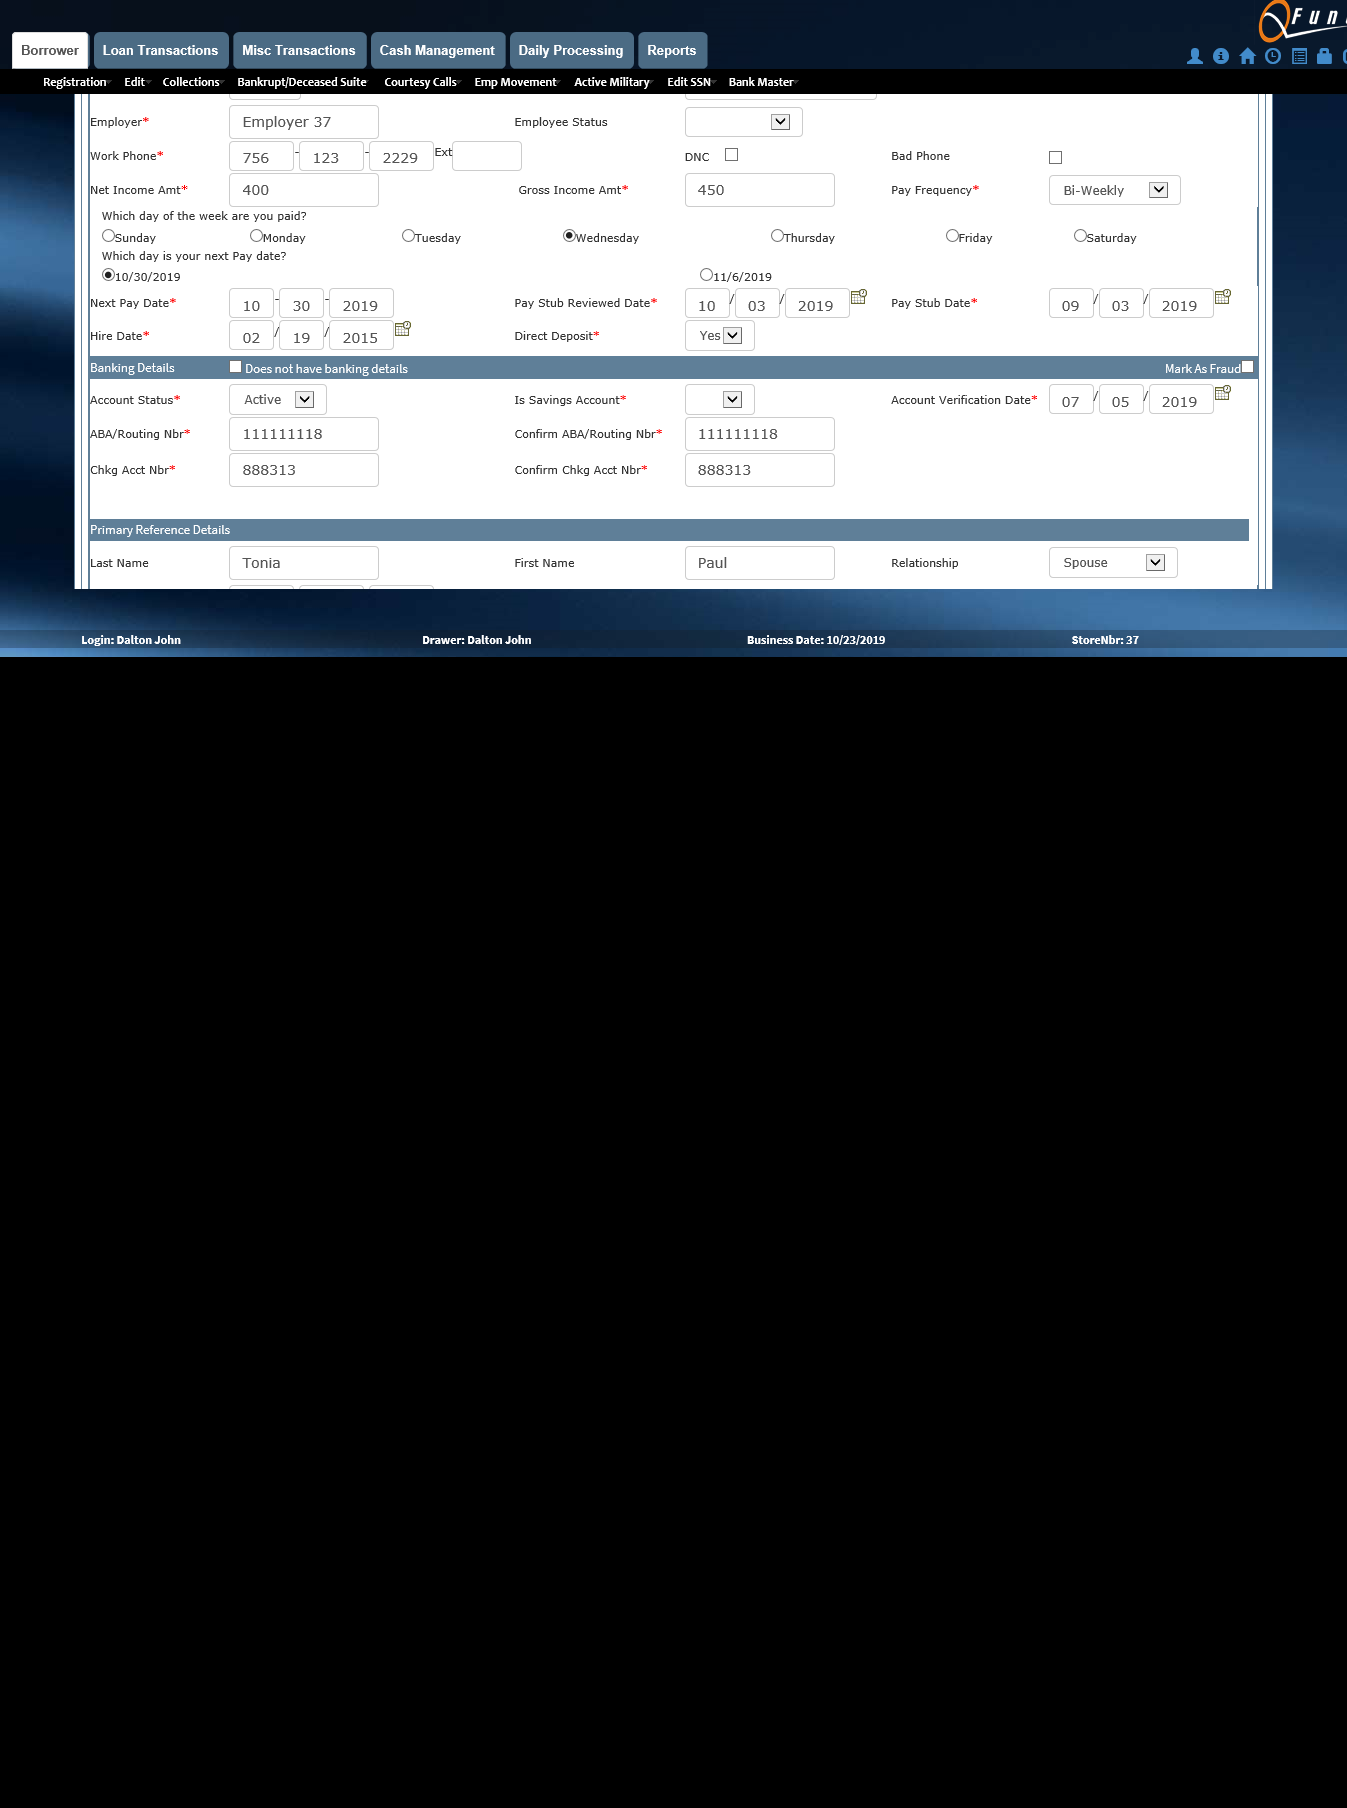 Fun
Borrower Loan Transactions Misc Transactions Cash Management Daily Processing Reports
Registration Edit Collections Bankrupt/Deceased Suite Courtesy Calls Emp Movement Active Military Edit SSN Bank Master
Employer* Employer 37 Employee Status
Work Phone* 756 - 123 - 2229 Ext DNC Bad Phone
Net Income Amt* 400 Gross Income Amt* 450 Pay Frequency* Bi-Weekly
Which day of the week are you paid?
Sunday Monday Tuesday Wednesday Thursday Friday Saturday
Which day is your next Pay date?
10/30/2019 11/6/2019
Next Pay Date* 10 - 30 - 2019 Pay Stub Reviewed Date* 10 / 03 / 2019 Pay Stub Date* 09 / 03 / 2019
Hire Date* 02 / 19 / 2015 Direct Deposit* Yes
Banking Details Does not have banking details Mark As Fraud
Account Status* Active Is Savings Account* Account Verification Date* 07 / 05 / 2019
ABA/Routing Nbr* 111111118 Confirm ABA/Routing Nbr* 111111118
Chkg Acct Nbr* 888313 Confirm Chkg Acct Nbr* 888313
Primary Reference Details
Last Name Tonia First Name Paul Relationship Spouse
Login: Dalton John Drawer: Dalton John Business Date: 10/23/2019 StoreNbr: 37